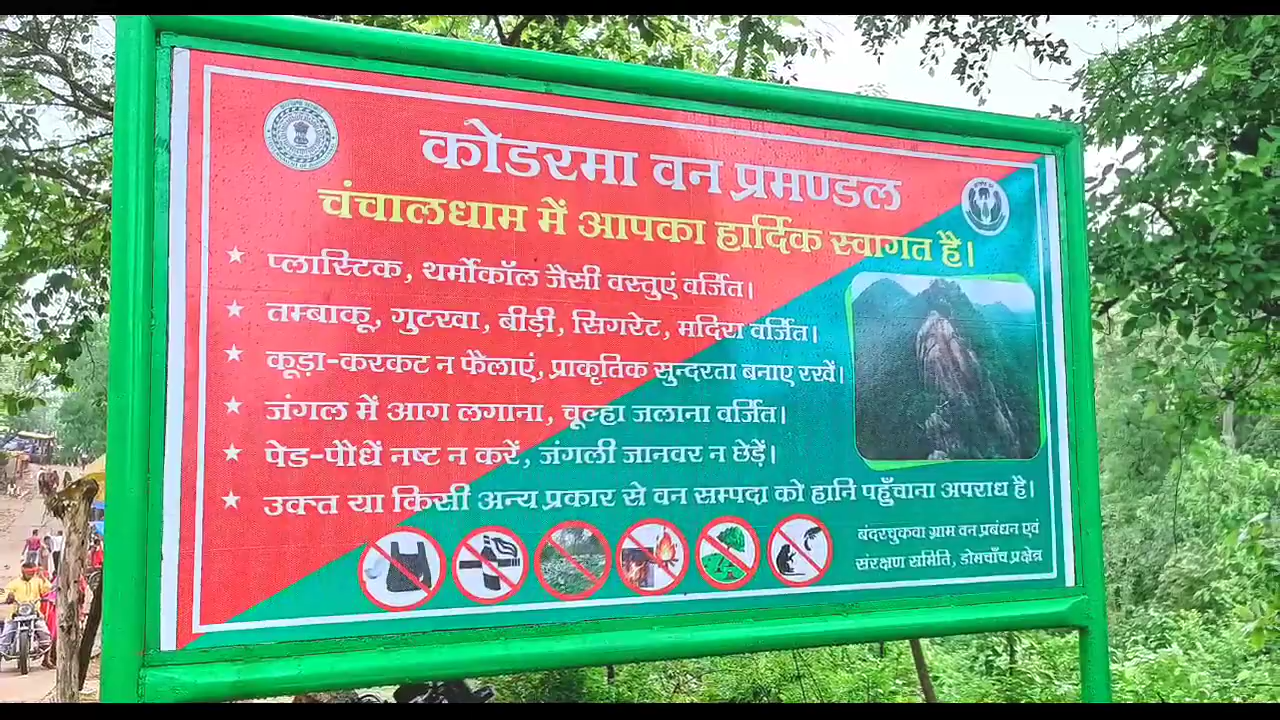 कोडरमा वन प्रमण्डल
चंचालधाम में आपका हार्दिक स्वागत है।
प्लास्टिक, थर्मोकॉल जैसी वस्तुएं वर्जित।
तम्बाकू, गुटखा, बीड़ी, सिगरेट, मदिरा वर्जित।
कूड़ा-करकट न फैलाएं, प्राकृतिक सुन्दरता बनाए रखें।
जंगल में आग लगाना, चूल्हा जलाना वर्जित।
पेड-पौधें नष्ट न करें, जंगली जानवर न छेड़ें।
उक्त या किसी अन्य प्रकार से वन सम्पदा को हानि पहुँचाना अपराध है।
बंदरचुकवा ग्राम वन प्रबंधन एवं
संरक्षण समिति, डोमचाँच प्रक्षेत्र